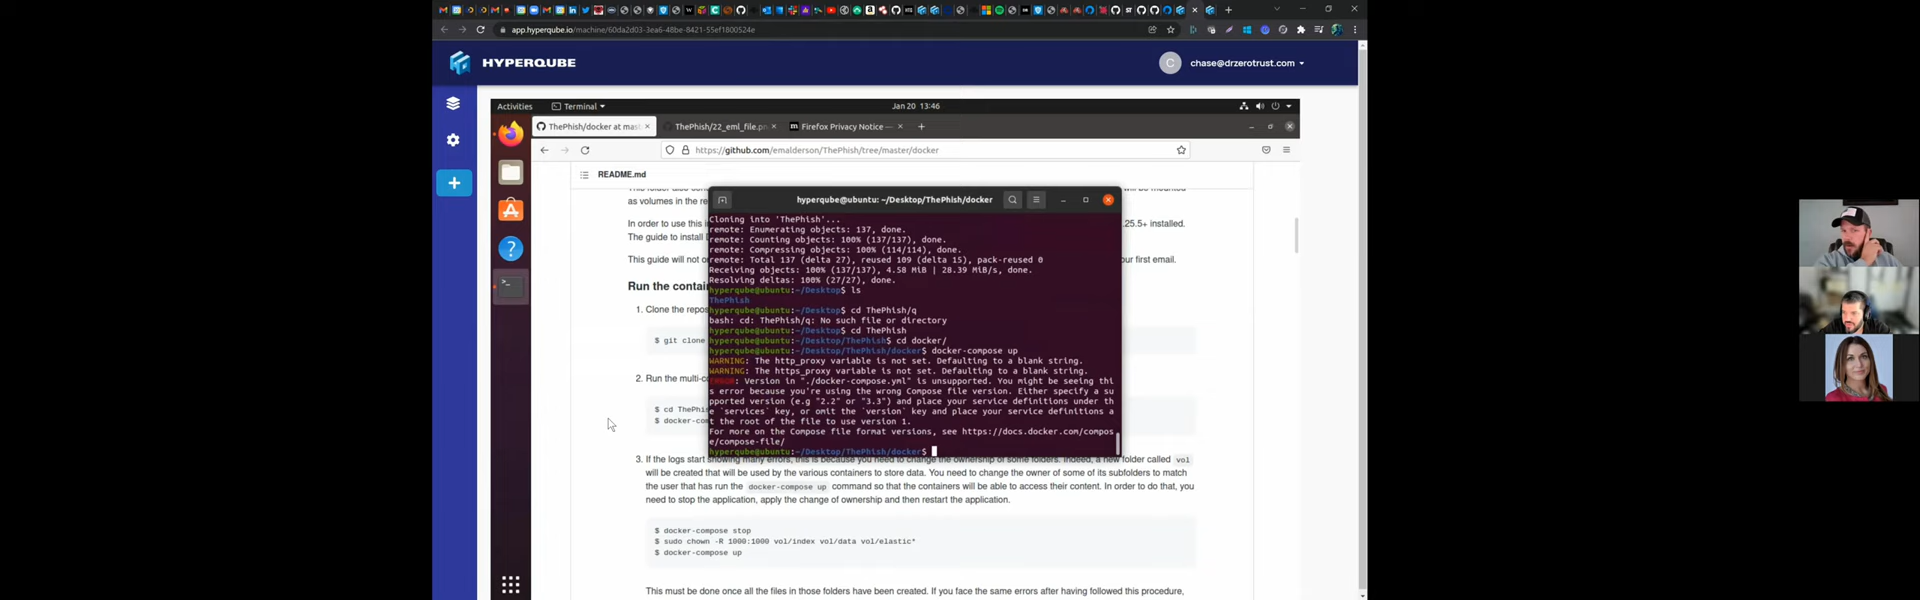 app.hyperqube.io/machine/60da2d03-3ea6-48be-8421-55ef1800524e
HYPERQUBE
C
chase@drzerotrust.com
Activities
Terminal
Jan 20 13:46
ThePhish/docker at mas
ThePhish/22_eml_file.pn
Firefox Privacy Notice —
https://github.com/emalderson/ThePhish/tree/master/docker
README.md
as volumes in the re
In order to use this i
.25.5+ installed.
The guide to install
This guide will not o
our first email.
Run the contai
1. Clone the repos
$ git clone
2. Run the multi-c
$ cd ThePhi
$ docker-co
hyperqube@ubuntu: ~/Desktop/ThePhish/docker
Cloning into 'ThePhish'...
remote: Enumerating objects: 137, done.
remote: Counting objects: 100% (137/137), done.
remote: Compressing objects: 100% (114/114), done.
remote: Total 137 (delta 27), reused 109 (delta 15), pack-reused 0
Receiving objects: 100% (137/137), 4.58 MiB | 28.39 MiB/s, done.
Resolving deltas: 100% (27/27), done.
hyperqube@ubuntu:~/Desktop$ ls
ThePhish
hyperqube@ubuntu:~/Desktop$ cd ThePhish/q
bash: cd: ThePhish/q: No such file or directory
hyperqube@ubuntu:~/Desktop$ cd ThePhish
hyperqube@ubuntu:~/Desktop/ThePhish$ cd docker/
hyperqube@ubuntu:~/Desktop/ThePhish/docker$ docker-compose up
WARNING: The http_proxy variable is not set. Defaulting to a blank string.
WARNING: The https_proxy variable is not set. Defaulting to a blank string.
ERROR: Version in "./docker-compose.yml" is unsupported. You might be seeing thi
s error because you're using the wrong Compose file version. Either specify a su
pported version (e.g "2.2" or "3.3") and place your service definitions under th
e `services` key, or omit the `version` key and place your service definitions a
t the root of the file to use version 1.
For more on the Compose file format versions, see https://docs.docker.com/compos
e/compose-file/
hyperqube@ubuntu:~/Desktop/ThePhish/docker$
3. If the logs start showing many errors, this is because you need to change the ownership of some folders. Indeed, a new folder called vol
will be created that will be used by the various containers to store data. You need to change the owner of some of its subfolders to match
the user that has run the docker-compose up command so that the containers will be able to access their content. In order to do that, you
need to stop the application, apply the change of ownership and then restart the application.
$ docker-compose stop
$ sudo chown -R 1000:1000 vol/index vol/data vol/elastic*
$ docker-compose up
This must be done once all the files in those folders have been created. If you face the same errors after having followed this procedure,